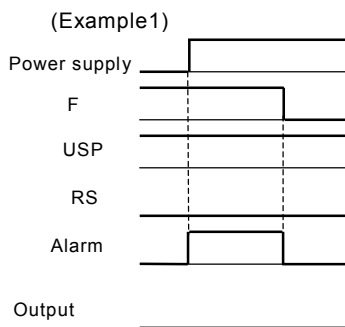 (Example1)
Power supply
F
USP
RS
Alarm
Output